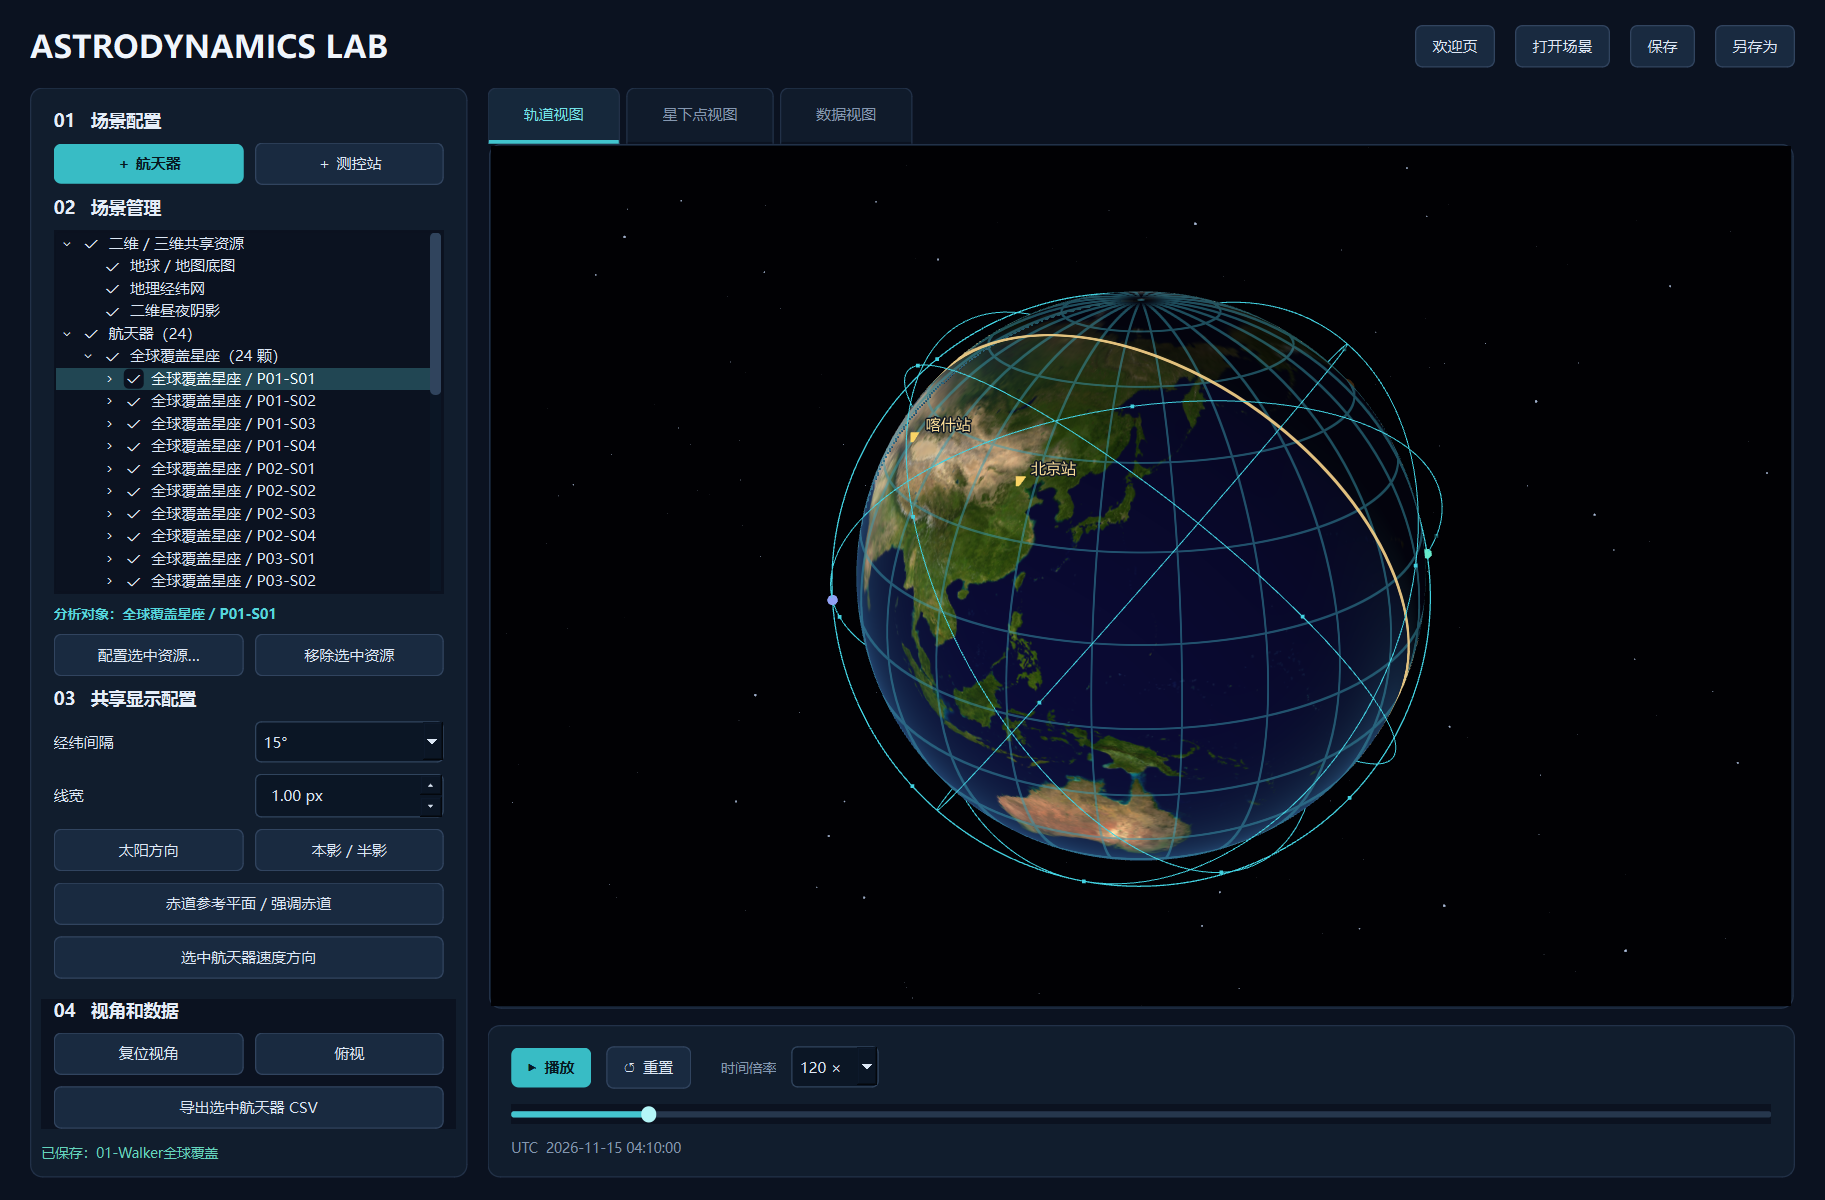 ASTRODYNAMICS LAB
欢迎页
打开场景
保存
另存为
01 场景配置
+ 航天器
+ 测控站
02 场景管理
二维 / 三维共享资源
地球 / 地图底图
地理经纬网
二维昼夜阴影
航天器（24）
全球覆盖星座（24 颗）
全球覆盖星座 / P01-S01
全球覆盖星座 / P01-S02
全球覆盖星座 / P01-S03
全球覆盖星座 / P01-S04
全球覆盖星座 / P02-S01
全球覆盖星座 / P02-S02
全球覆盖星座 / P02-S03
全球覆盖星座 / P02-S04
全球覆盖星座 / P03-S01
全球覆盖星座 / P03-S02
分析对象：全球覆盖星座 / P01-S01
配置选中资源...
移除选中资源
03 共享显示配置
经纬间隔
15°
线宽
1.00 px
太阳方向
本影 / 半影
赤道参考平面 / 强调赤道
选中航天器速度方向
04 视角和数据
复位视角
俯视
导出选中航天器 CSV
已保存：01-Walker全球覆盖
轨道视图
星下点视图
数据视图
喀什站
北京站
播放
重置
时间倍率
120 ×
UTC 2026-11-15 04:10:00